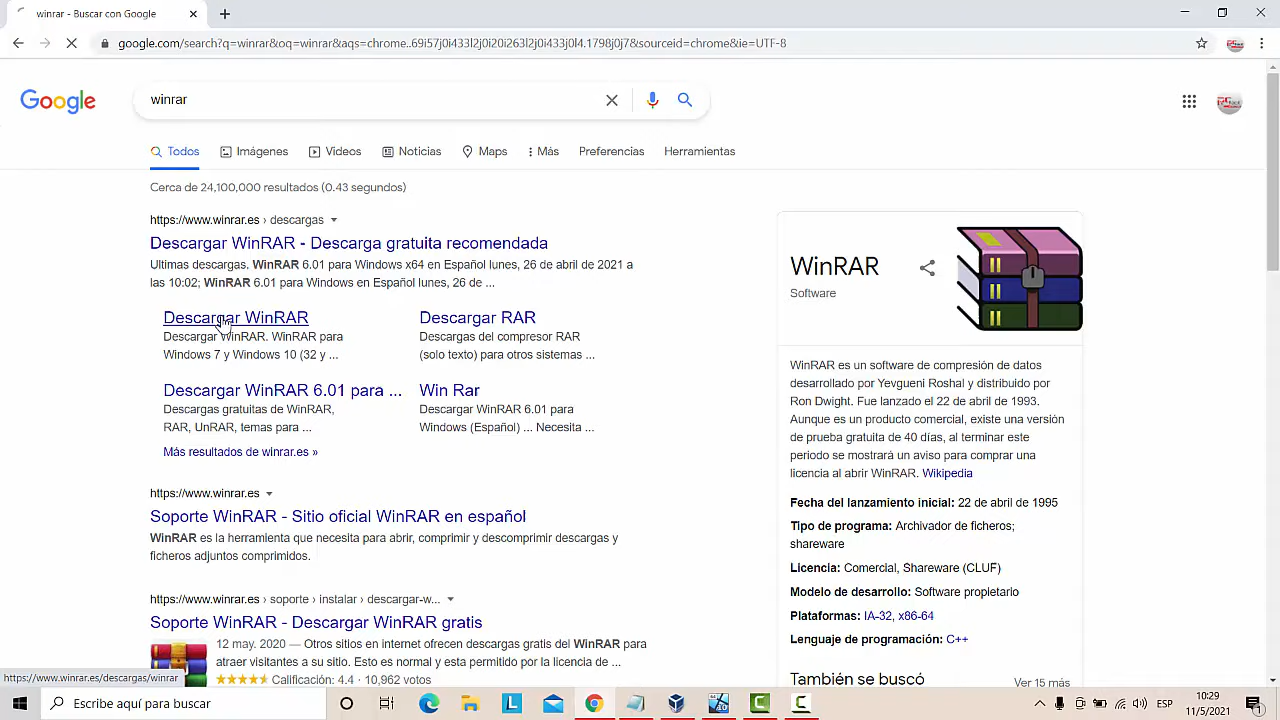 winrar - Buscar con Google
google.com/search?q=winrar&oq=winrar&aqs=chrome..69i57j0i433l2j0i20i263l2j0i433j0l4.1798j0j7&sourceid=chrome&ie=UTF-8
Google
winrar
Todos
Imágenes
Videos
Noticias
Maps
Más
Preferencias
Herramientas
Cerca de 24,100,000 resultados (0.43 segundos)
https://www.winrar.es › descargas
Descargar WinRAR - Descarga gratuita recomendada
Ultimas descargas. WinRAR 6.01 para Windows x64 en Español lunes, 26 de abril de 2021 a
las 10:02; WinRAR 6.01 para Windows en Español lunes, 26 de ...
Descargar WinRAR
Descargar WinRAR. WinRAR para
Windows 7 y Windows 10 (32 y ...
Descargar RAR
Descargas del compresor RAR
(solo texto) para otros sistemas ...
Descargar WinRAR 6.01 para ...
Descargas gratuitas de WinRAR,
RAR, UnRAR, temas para ...
Win Rar
Descargar WinRAR 6.01 para
Windows (Español) ... Necesita ...
Más resultados de winrar.es »
https://www.winrar.es
Soporte WinRAR - Sitio oficial WinRAR en español
WinRAR es la herramienta que necesita para abrir, comprimir y descomprimir descargas y
ficheros adjuntos comprimidos.
https://www.winrar.es › soporte › instalar › descargar-w...
Soporte WinRAR - Descargar WinRAR gratis
12 may. 2020 — Otros sitios en internet ofrecen descargas gratis del WinRAR para
atraer visitantes a su sitio. Esto es normal y esta permitido por la licencia de ...
Calificación: 4.4 · 10,962 votos
WinRAR
Software
WinRAR es un software de compresión de datos
desarrollado por Yevgueni Roshal y distribuido por
Ron Dwight. Fue lanzado el 22 de abril de 1993.
Aunque es un producto comercial, existe una versión
de prueba gratuita de 40 días, al terminar este
periodo se mostrará un aviso para comprar una
licencia al abrir WinRAR. Wikipedia
Fecha del lanzamiento inicial: 22 de abril de 1995
Tipo de programa: Archivador de ficheros;
shareware
Licencia: Comercial, Shareware (CLUF)
Modelo de desarrollo: Software propietario
Plataformas: IA-32, x86-64
Lenguaje de programación: C++
También se buscó
Ver 15 más
https://www.winrar.es/descargas/winrar
Escribe aquí para buscar
L
ESP
10:29
11/5/2021
1